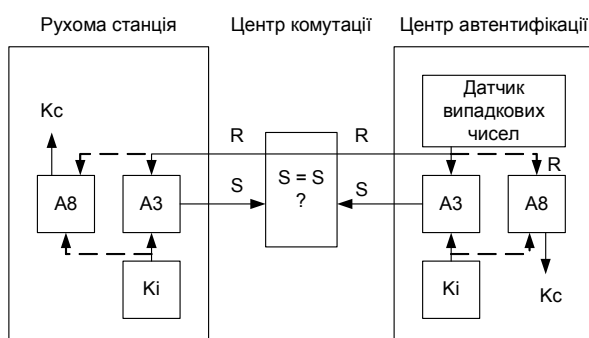 Рухома станція
Центр комутації
Центр автентифікації
Датчик
випадкових
чисел
Kc
R
R
S = S
?
R
A8
A3
S
S
A3
A8
Ki
Ki
Kc